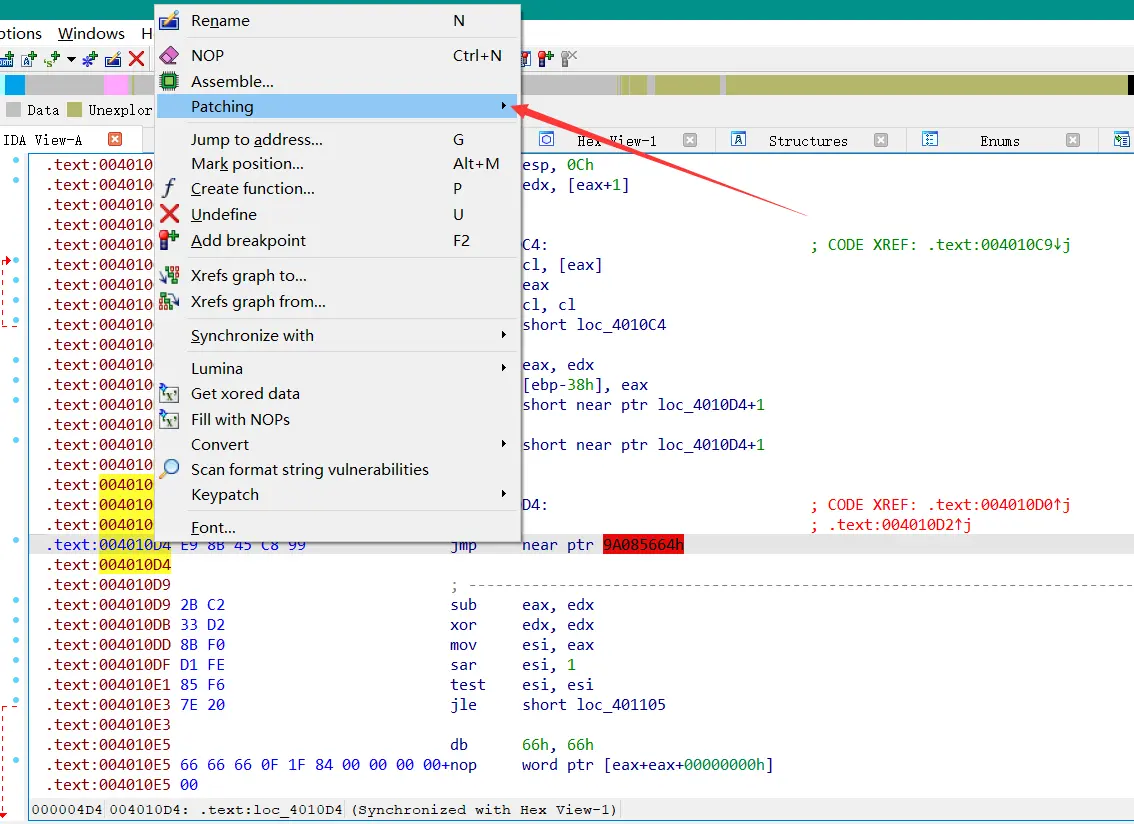 Rename N
ptions Windows H
NOP Ctrl+N
Assemble...
Patching
Data Unexplor
IDA View-A Hex View-1 Structures Enums
Jump to address... G
Mark position... Alt+M
Create function... P
Undefine U
Add breakpoint F2
Xrefs graph to...
Xrefs graph from...
Synchronize with
Lumina
Get xored data
Fill with NOPs
Convert
Scan format string vulnerabilities
Keypatch
Font...
.text:004010 esp, 0Ch
.text:004010 edx, [eax+1]
.text:004010
.text:004010
.text:004010 C4: ; CODE XREF: .text:004010C9↓j
.text:004010 cl, [eax]
.text:004010 eax
.text:004010 cl, cl
.text:004010 short loc_4010C4
.text:004010
.text:004010 eax, edx
.text:004010 [ebp-38h], eax
.text:004010 short near ptr loc_4010D4+1
.text:004010
.text:004010 short near ptr loc_4010D4+1
.text:004010
.text:004010
.text:004010 D4: ; CODE XREF: .text:004010D0↑j
.text:004010 ; .text:004010D2↑j
.text:004010D4 E9 8B 45 C8 99 jmp near ptr 9A085664h
.text:004010D4
.text:004010D9 ; ---------------------------------------------------------------------------
.text:004010D9 2B C2 sub eax, edx
.text:004010DB 33 D2 xor edx, edx
.text:004010DD 8B F0 mov esi, eax
.text:004010DF D1 FE sar esi, 1
.text:004010E1 85 F6 test esi, esi
.text:004010E3 7E 20 jle short loc_401105
.text:004010E3
.text:004010E5 db 66h, 66h
.text:004010E5 66 66 66 0F 1F 84 00 00 00 00+nop word ptr [eax+eax+00000000h]
.text:004010E5 00
000004D4 004010D4: .text:loc_4010D4 (Synchronized with Hex View-1)